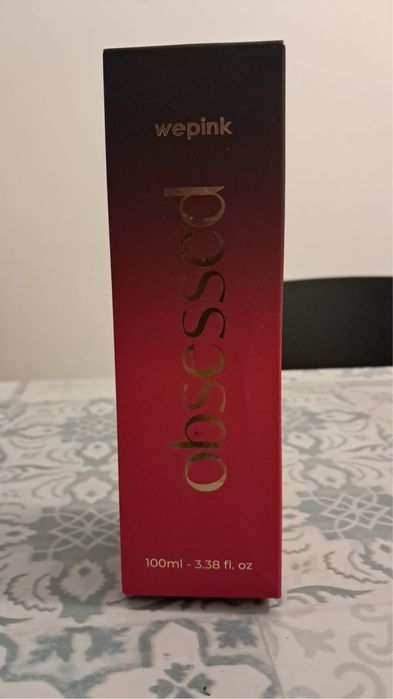 wepink
obsessed
100ml - 3.38 fl. oz